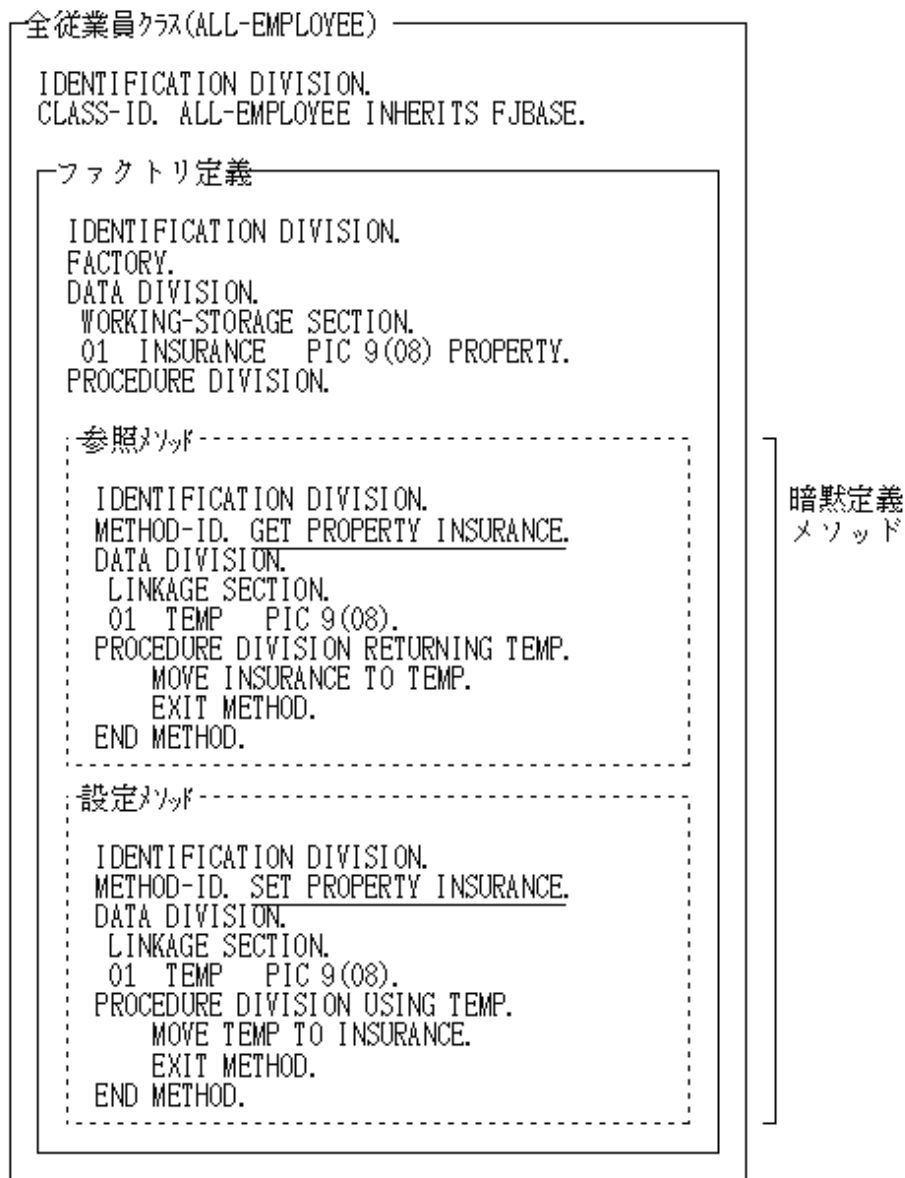 全従業員クラス(ALL-EMPLOYEE)
IDENTIFICATION DIVISION.
CLASS-ID. ALL-EMPLOYEE INHERITS FJBASE.
ファクトリ定義
IDENTIFICATION DIVISION.
FACTORY.
DATA DIVISION.
WORKING-STORAGE SECTION.
01 INSURANCE PIC 9(08) PROPERTY.
PROCEDURE DIVISION.
参照メソッド
IDENTIFICATION DIVISION.
METHOD-ID. GET PROPERTY INSURANCE.
DATA DIVISION.
LINKAGE SECTION.
01 TEMP PIC 9(08).
PROCEDURE DIVISION RETURNING TEMP.
MOVE INSURANCE TO TEMP.
EXIT METHOD.
END METHOD.
暗黙定義
メソッド
設定メソッド
IDENTIFICATION DIVISION.
METHOD-ID. SET PROPERTY INSURANCE.
DATA DIVISION.
LINKAGE SECTION.
01 TEMP PIC 9(08).
PROCEDURE DIVISION USING TEMP.
MOVE TEMP TO INSURANCE.
EXIT METHOD.
END METHOD.